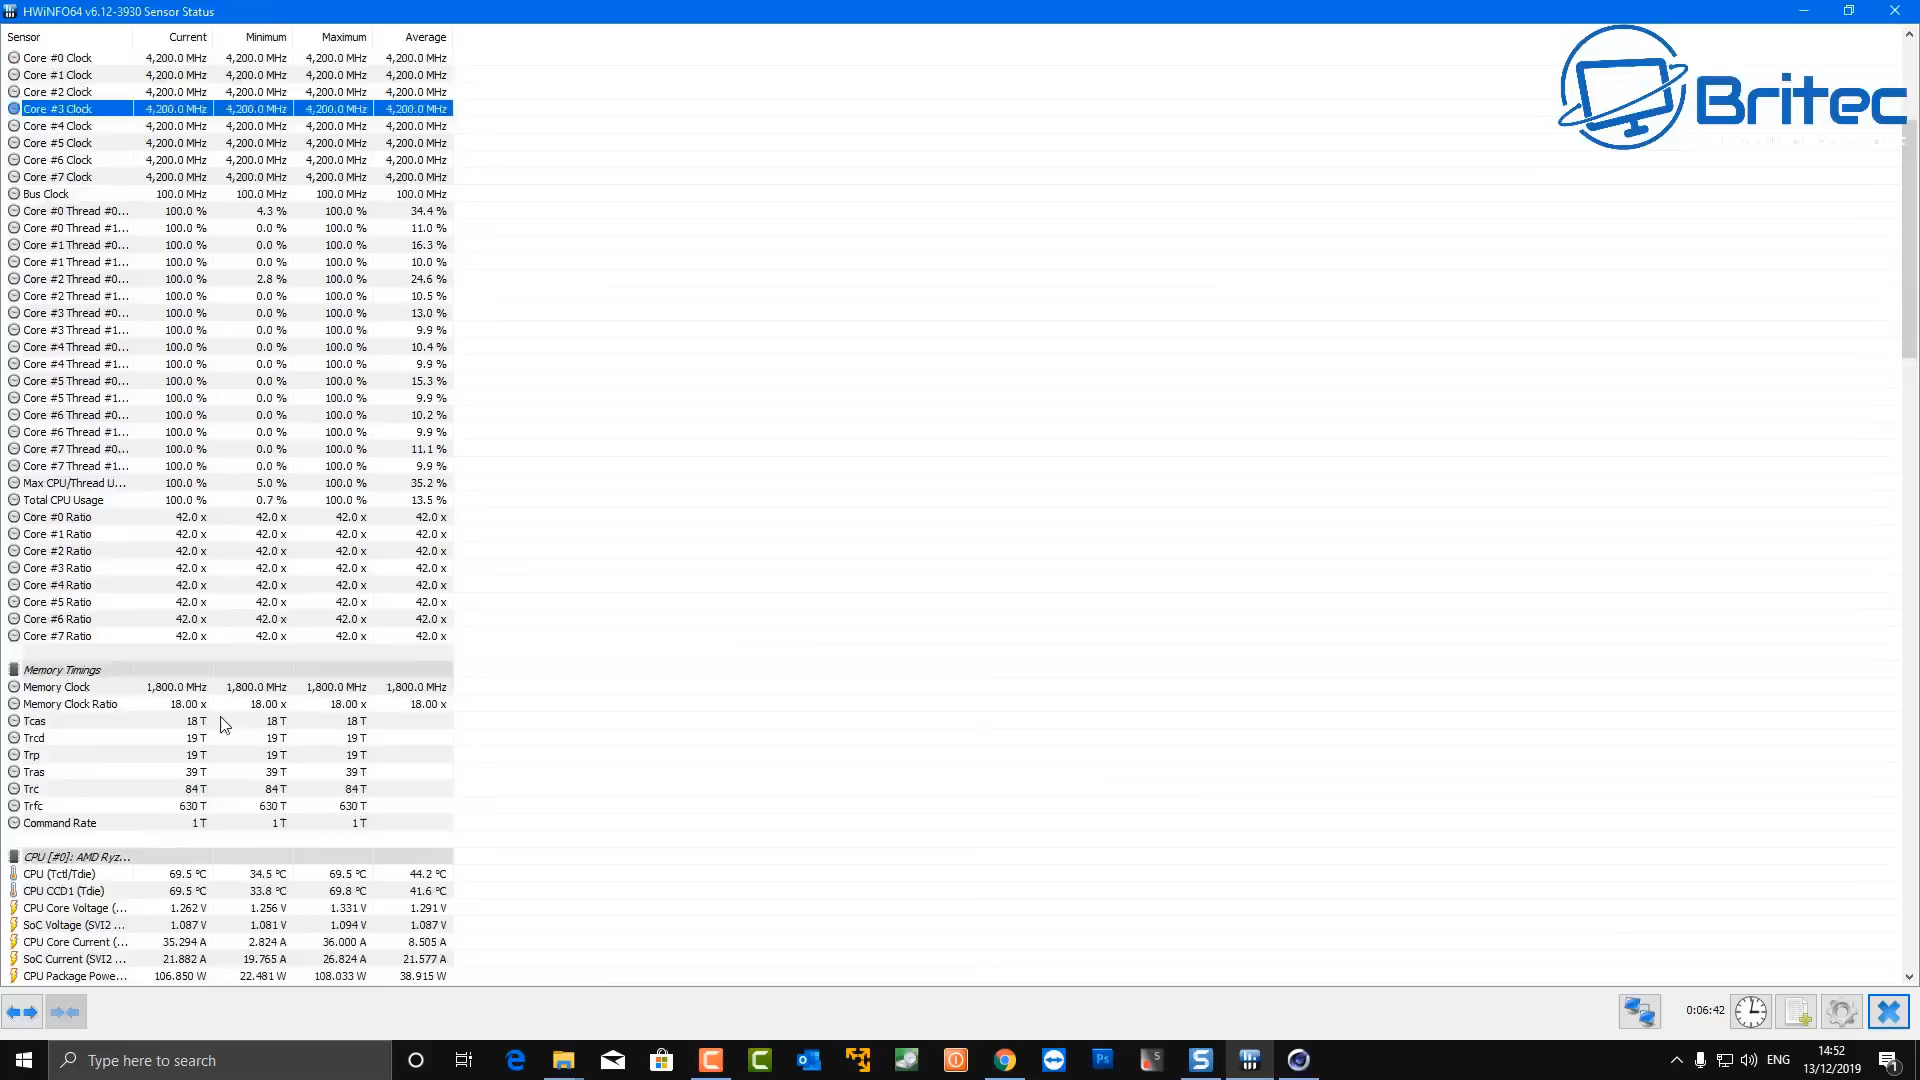 HWiNFO64 v6.12-3930 Sensor Status
Sensor Current Minimum Maximum Average
Core #0 Clock 4,200.0 MHz 4,200.0 MHz 4,200.0 MHz 4,200.0 MHz
Core #1 Clock 4,200.0 MHz 4,200.0 MHz 4,200.0 MHz 4,200.0 MHz
Core #2 Clock 4,200.0 MHz 4,200.0 MHz 4,200.0 MHz 4,200.0 MHz
Core #3 Clock 4,200.0 MHz 4,200.0 MHz 4,200.0 MHz 4,200.0 MHz
Core #4 Clock 4,200.0 MHz 4,200.0 MHz 4,200.0 MHz 4,200.0 MHz
Core #5 Clock 4,200.0 MHz 4,200.0 MHz 4,200.0 MHz 4,200.0 MHz
Core #6 Clock 4,200.0 MHz 4,200.0 MHz 4,200.0 MHz 4,200.0 MHz
Core #7 Clock 4,200.0 MHz 4,200.0 MHz 4,200.0 MHz 4,200.0 MHz
Bus Clock 100.0 MHz 100.0 MHz 100.0 MHz 100.0 MHz
Core #0 Thread #0... 100.0 % 4.3 % 100.0 % 34.4 %
Core #0 Thread #1... 100.0 % 0.0 % 100.0 % 11.0 %
Core #1 Thread #0... 100.0 % 0.0 % 100.0 % 16.3 %
Core #1 Thread #1... 100.0 % 0.0 % 100.0 % 10.0 %
Core #2 Thread #0... 100.0 % 2.8 % 100.0 % 24.6 %
Core #2 Thread #1... 100.0 % 0.0 % 100.0 % 10.5 %
Core #3 Thread #0... 100.0 % 0.0 % 100.0 % 13.0 %
Core #3 Thread #1... 100.0 % 0.0 % 100.0 % 9.9 %
Core #4 Thread #0... 100.0 % 0.0 % 100.0 % 10.4 %
Core #4 Thread #1... 100.0 % 0.0 % 100.0 % 9.9 %
Core #5 Thread #0... 100.0 % 0.0 % 100.0 % 15.3 %
Core #5 Thread #1... 100.0 % 0.0 % 100.0 % 9.9 %
Core #6 Thread #0... 100.0 % 0.0 % 100.0 % 10.2 %
Core #6 Thread #1... 100.0 % 0.0 % 100.0 % 9.9 %
Core #7 Thread #0... 100.0 % 0.0 % 100.0 % 11.1 %
Core #7 Thread #1... 100.0 % 0.0 % 100.0 % 9.9 %
Max CPU/Thread U... 100.0 % 5.0 % 100.0 % 35.2 %
Total CPU Usage 100.0 % 0.7 % 100.0 % 13.5 %
Core #0 Ratio 42.0 x 42.0 x 42.0 x 42.0 x
Core #1 Ratio 42.0 x 42.0 x 42.0 x 42.0 x
Core #2 Ratio 42.0 x 42.0 x 42.0 x 42.0 x
Core #3 Ratio 42.0 x 42.0 x 42.0 x 42.0 x
Core #4 Ratio 42.0 x 42.0 x 42.0 x 42.0 x
Core #5 Ratio 42.0 x 42.0 x 42.0 x 42.0 x
Core #6 Ratio 42.0 x 42.0 x 42.0 x 42.0 x
Core #7 Ratio 42.0 x 42.0 x 42.0 x 42.0 x
Memory Timings
Memory Clock 1,800.0 MHz 1,800.0 MHz 1,800.0 MHz 1,800.0 MHz
Memory Clock Ratio 18.00 x 18.00 x 18.00 x 18.00 x
Tcas 18 T 18 T 18 T
Trcd 19 T 19 T 19 T
Trp 19 T 19 T 19 T
Tras 39 T 39 T 39 T
Trc 84 T 84 T 84 T
Trfc 630 T 630 T 630 T
Command Rate 1 T 1 T 1 T
CPU [#0]: AMD Ryz...
CPU (Tctl/Tdie) 69.5 ℃ 34.5 ℃ 69.5 ℃ 44.2 ℃
CPU CCD1 (Tdie) 69.5 ℃ 33.8 ℃ 69.8 ℃ 41.6 ℃
CPU Core Voltage (... 1.262 V 1.256 V 1.331 V 1.291 V
SoC Voltage (SVI2 ... 1.087 V 1.081 V 1.094 V 1.087 V
CPU Core Current (... 35.294 A 2.824 A 36.000 A 8.505 A
SoC Current (SVI2 ... 21.882 A 19.765 A 26.824 A 21.577 A
CPU Package Powe... 106.850 W 22.481 W 108.033 W 38.915 W
Britec
0:06:42
Type here to search
ENG
14:52
13/12/2019
1